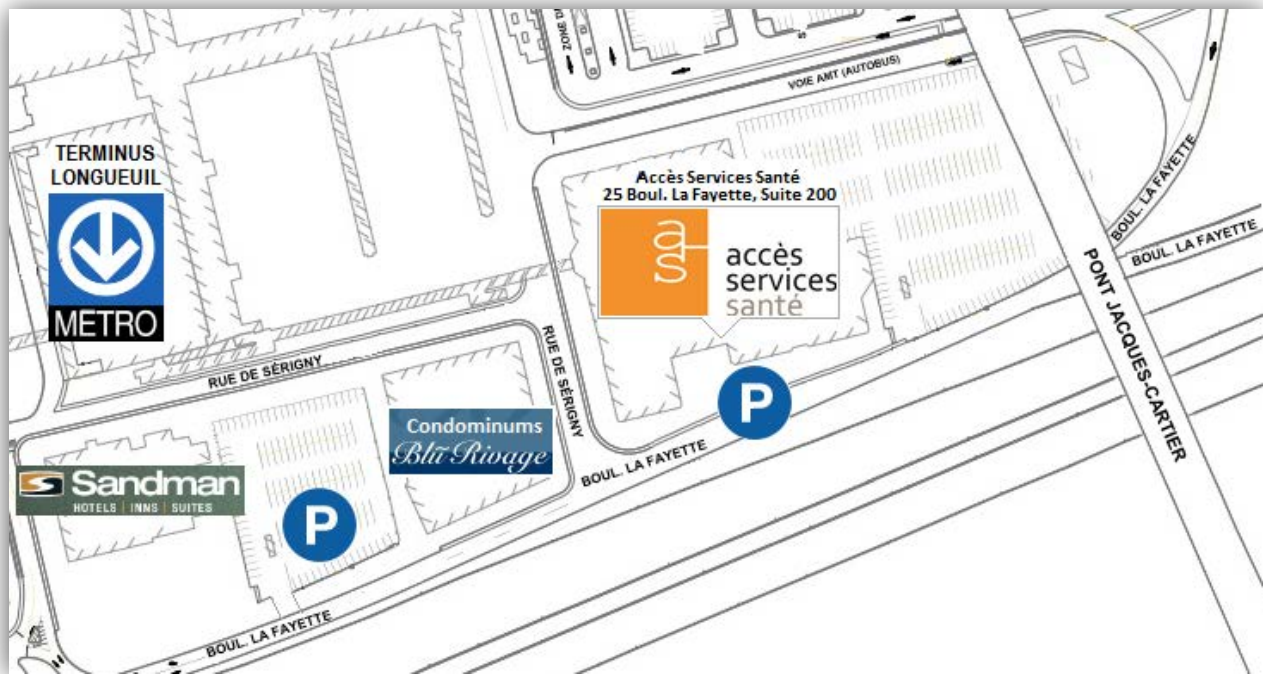 ZONE D
S
VOIE AMT (AUTOBUS)
TERMINUS
LONGUEUIL
METRO
Accès Services Santé
25 Boul. La Fayette, Suite 200
a+s
accès
services
santé
BOUL. LA FAYETTE
BOUL. LA FAYETTE
PONT JACQUES-CARTIER
RUE DE SÉRIGNY
RUE DE SÉRIGNY
P
Condominums
Blū Rivage
BOUL. LA FAYETTE
Sandman
HOTELS | INNS | SUITES
P
BOUL. LA FAYETTE